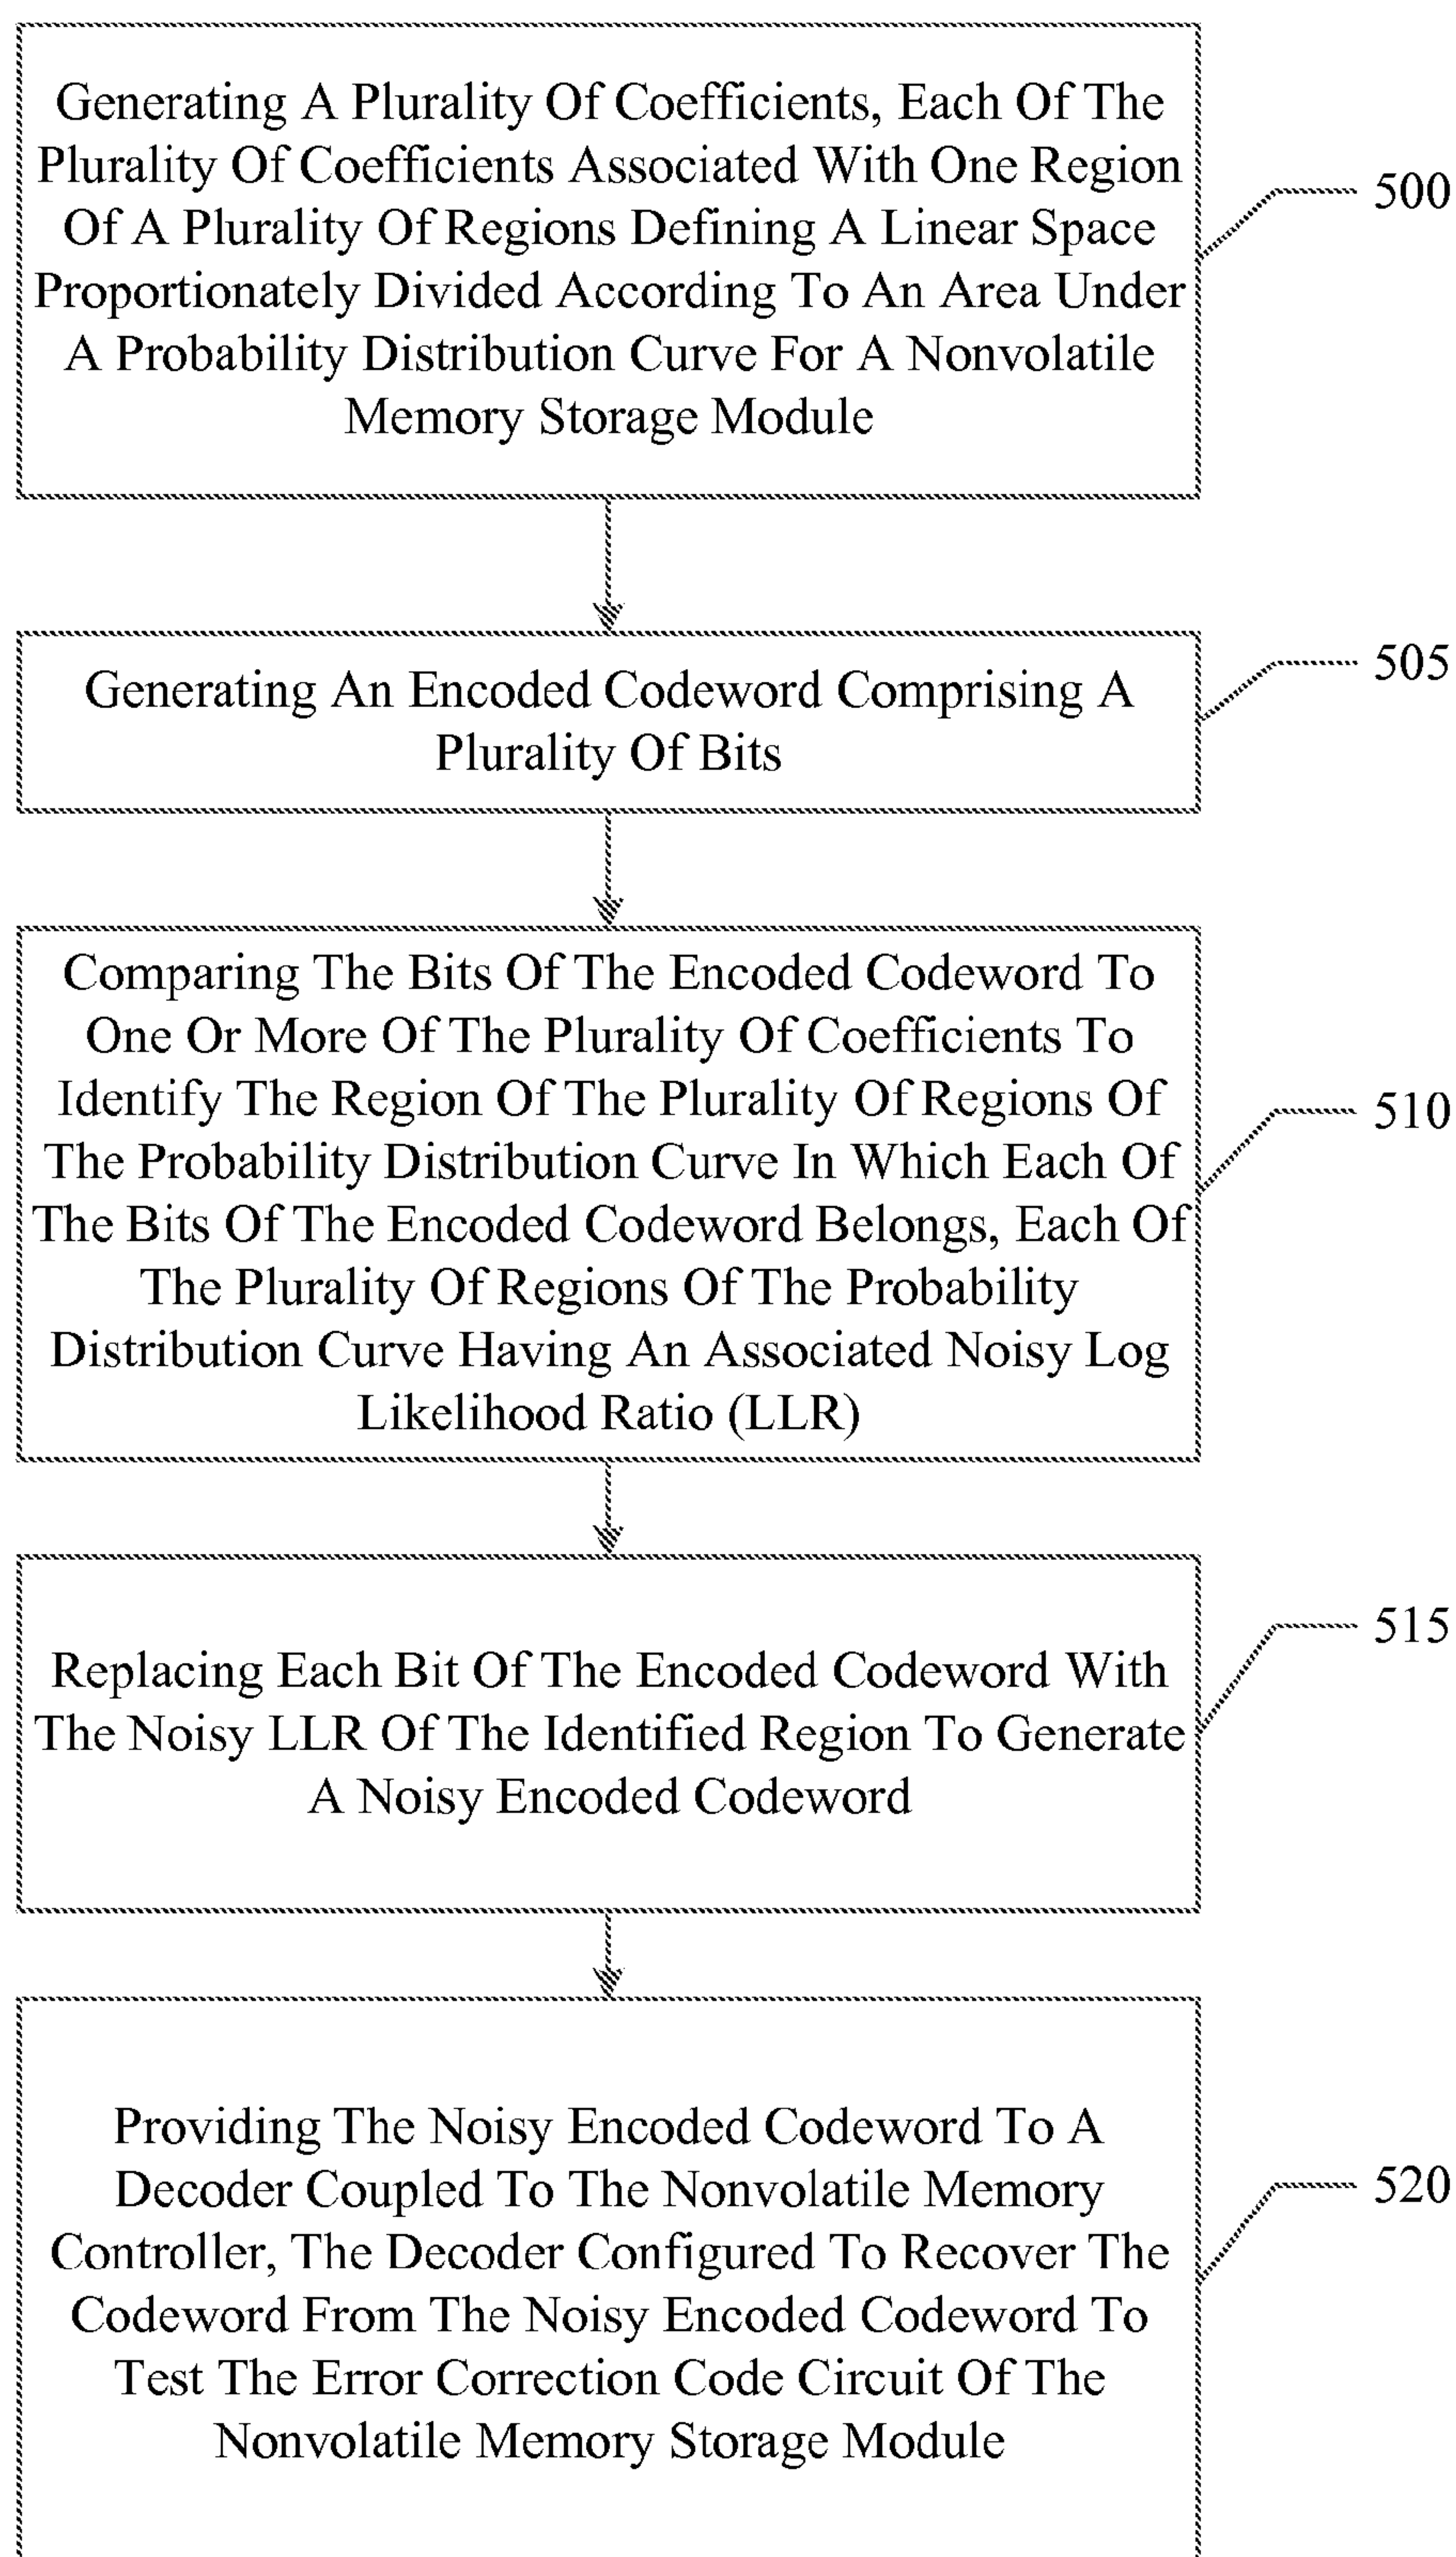 Generating A Plurality Of Coefficients, Each Of The
Plurality Of Coefficients Associated With One Region
Of A Plurality Of Regions Defining A Linear Space
Proportionately Divided According To An Area Under
A Probability Distribution Curve For A Nonvolatile
Memory Storage Module
500
Generating An Encoded Codeword Comprising A
Plurality Of Bits
505
Comparing The Bits Of The Encoded Codeword To
One Or More Of The Plurality Of Coefficients To
Identify The Region Of The Plurality Of Regions Of
The Probability Distribution Curve In Which Each Of
The Bits Of The Encoded Codeword Belongs, Each Of
The Plurality Of Regions Of The Probability
Distribution Curve Having An Associated Noisy Log
Likelihood Ratio (LLR)
510
Replacing Each Bit Of The Encoded Codeword With
The Noisy LLR Of The Identified Region To Generate
A Noisy Encoded Codeword
515
Providing The Noisy Encoded Codeword To A
Decoder Coupled To The Nonvolatile Memory
Controller, The Decoder Configured To Recover The
Codeword From The Noisy Encoded Codeword To
Test The Error Correction Code Circuit Of The
Nonvolatile Memory Storage Module
520